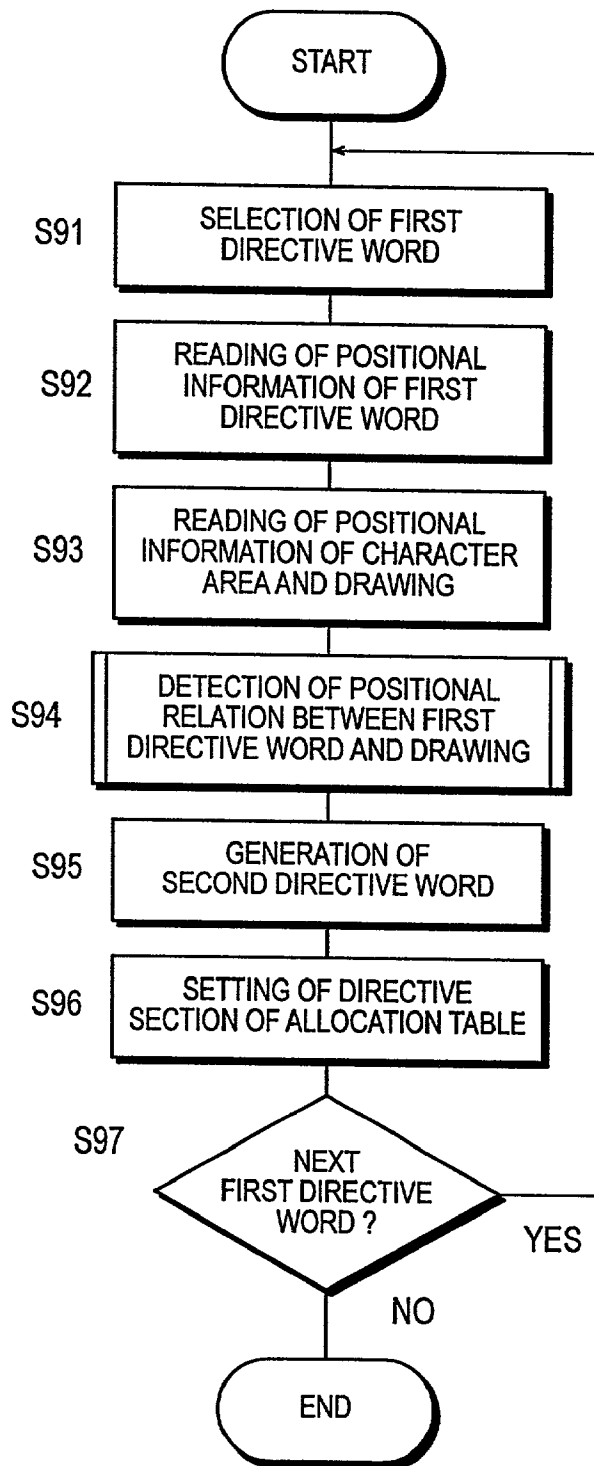 START
S91
SELECTION OF FIRST
DIRECTIVE WORD
S92
READING OF POSITIONAL
INFORMATION OF FIRST
DIRECTIVE WORD
S93
READING OF POSITIONAL
INFORMATION OF CHARACTER
AREA AND DRAWING
S94
DETECTION OF POSITIONAL
RELATION BETWEEN FIRST
DIRECTIVE WORD AND DRAWING
S95
GENERATION OF
SECOND DIRECTIVE WORD
S96
SETTING OF DIRECTIVE
SECTION OF ALLOCATION TABLE
S97
NEXT
FIRST DIRECTIVE
WORD ?
YES
NO
END